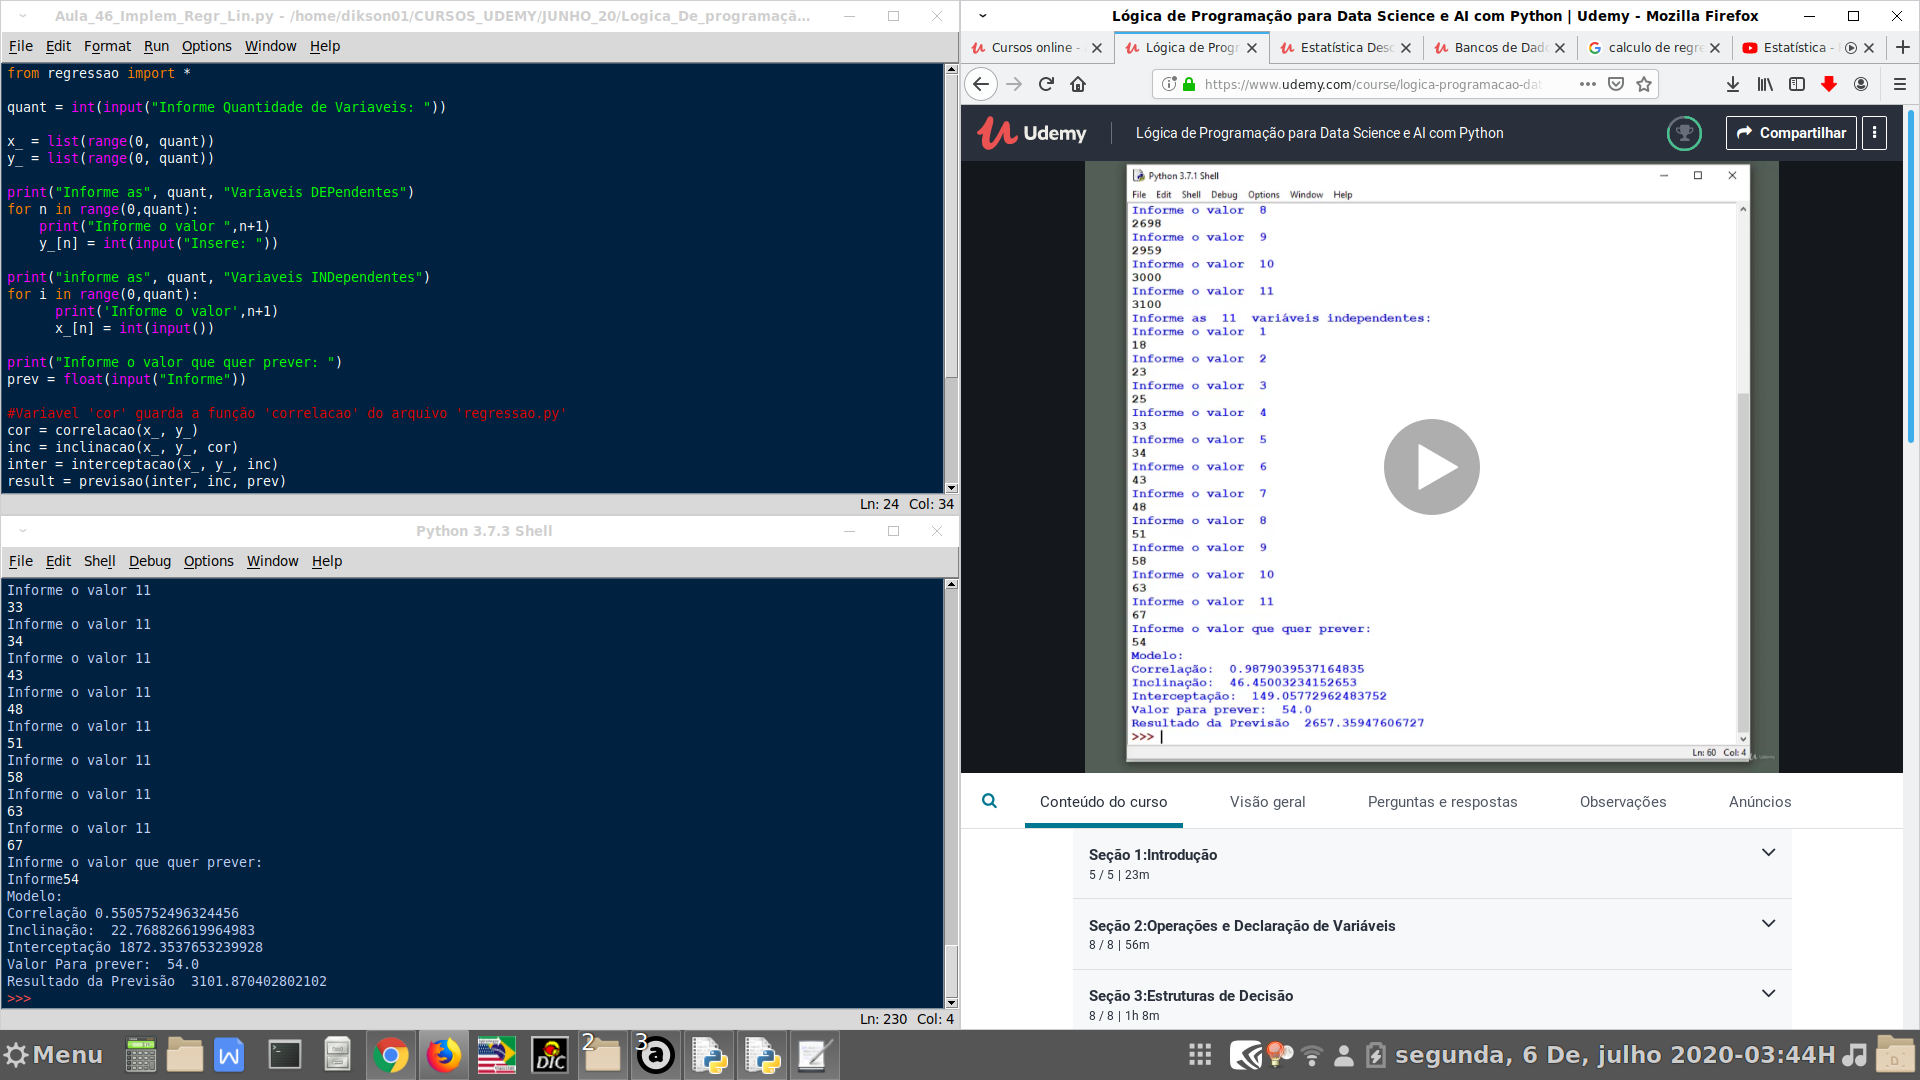 Aula_46_Implem_Regr_Lin.py - /home/dikson01/CURSOS_UDEMY/JUNHO_20/Logica_De_programaçã...
File Edit Format Run Options Window Help
from regressao import *
quant = int(input("Informe Quantidade de Variaveis: "))
x_ = list(range(0, quant))
y_ = list(range(0, quant))
print("Informe as", quant, "Variaveis DEPendentes")
for n in range(0,quant):
    print("Informe o valor ",n+1)
    y_[n] = int(input("Insere: "))
print("informe as", quant, "Variaveis INDependentes")
for i in range(0,quant):
      print('Informe o valor',n+1)
      x_[n] = int(input())
print("Informe o valor que quer prever: ")
prev = float(input("Informe"))
#Variavel 'cor' guarda a função 'correlacao' do arquivo 'regressao.py'
cor = correlacao(x_, y_)
inc = inclinacao(x_, y_, cor)
inter = interceptacao(x_, y_, inc)
result = previsao(inter, inc, prev)
Ln: 24 Col: 34
Python 3.7.3 Shell
File Edit Shell Debug Options Window Help
Informe o valor 11
33
Informe o valor 11
34
Informe o valor 11
43
Informe o valor 11
48
Informe o valor 11
51
Informe o valor 11
58
Informe o valor 11
63
Informe o valor 11
67
Informe o valor que quer prever:
Informe54
Modelo:
Correlação 0.5505752496324456
Inclinação:  22.768826619964983
Interceptação 1872.3537653239928
Valor Para prever:  54.0
Resultado da Previsão  3101.870402802102
>>>
Ln: 230 Col: 4
Lógica de Programação para Data Science e AI com Python | Udemy - Mozilla Firefox
Cursos online -
Lógica de Progr
Estatística Desc
Bancos de Dado
calculo de regre
Estatística -
https://www.udemy.com/course/logica-programacao-dat
Udemy
Lógica de Programação para Data Science e AI com Python
Compartilhar
Python 3.7.1 Shell
File Edit Shell Debug Options Window Help
Informe o valor  8
2698
Informe o valor  9
2959
Informe o valor  10
3000
Informe o valor  11
3100
Informe as  11  variáveis independentes:
Informe o valor  1
18
Informe o valor  2
23
Informe o valor  3
25
Informe o valor  4
33
Informe o valor  5
34
Informe o valor  6
43
Informe o valor  7
48
Informe o valor  8
51
Informe o valor  9
58
Informe o valor  10
63
Informe o valor  11
67
Informe o valor que quer prever:
54
Modelo:
Correlação:  0.9879039537164835
Inclinação:  46.45003234152653
Interceptação:  149.05772962483752
Valor para prever:  54.0
Resultado da Previsão  2657.35947606727
>>>
Ln: 60 Col: 4
Conteúdo do curso
Visão geral
Perguntas e respostas
Observações
Anúncios
Seção 1:Introdução
5 / 5 | 23m
Seção 2:Operações e Declaração de Variáveis
8 / 8 | 56m
Seção 3:Estruturas de Decisão
8 / 8 | 1h 8m
Menu
W
DIC
2
3
a
segunda, 6 De, julho 2020-03:44H